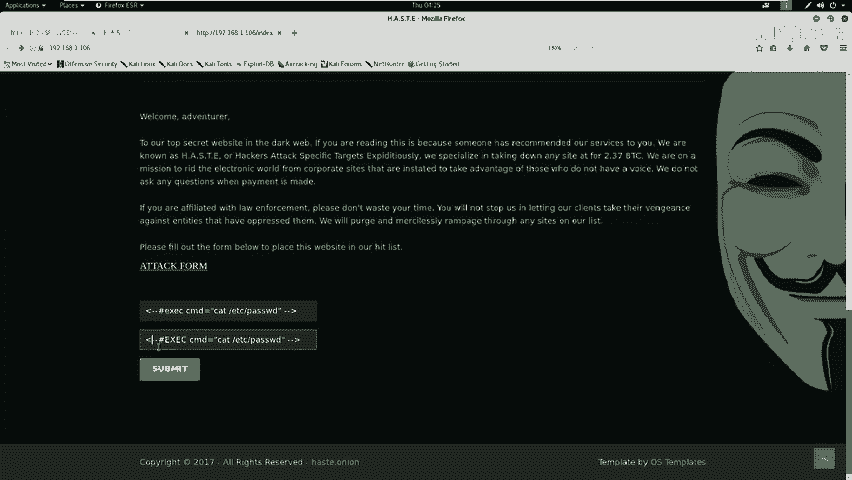 Applications Places Firefox ESR Thu 04:25
H.A.S.T.E - Mozilla Firefox
http://192.168.1.106/index
192.168.1.106
Most Visited Offensive Security Kali Linux Kali Docs Kali Tools Exploit-DB Aircrack-ng Kali Forums NetHunter Getting Started
Welcome, adventurer,
To our top secret website in the dark web. If you are reading this is because someone has recommended our services to you. We are
known as H.A.S.T.E, or Hackers Attack Specific Targets Expiditiously, we specialize in taking down any site at for 2.37 BTC. We are on a
mission to rid the electronic world from corporate sites that are instated to take advantage of those who do not have a voice. We do not
ask any questions when payment is made.
If you are affiliated with law enforcement, please don't waste your time. You will not stop us in letting our clients take their vengeance
against entities that have oppressed them. We will purge and mercilessly rampage through any sites on our list.
Please fill out the form below to place this website in our hit list.
ATTACK FORM
<--#exec cmd="cat /etc/passwd" -->
<--#EXEC cmd="cat /etc/passwd" -->
SUBMIT
Copyright © 2017 - All Rights Reserved - haste.onion Template by OS Templates